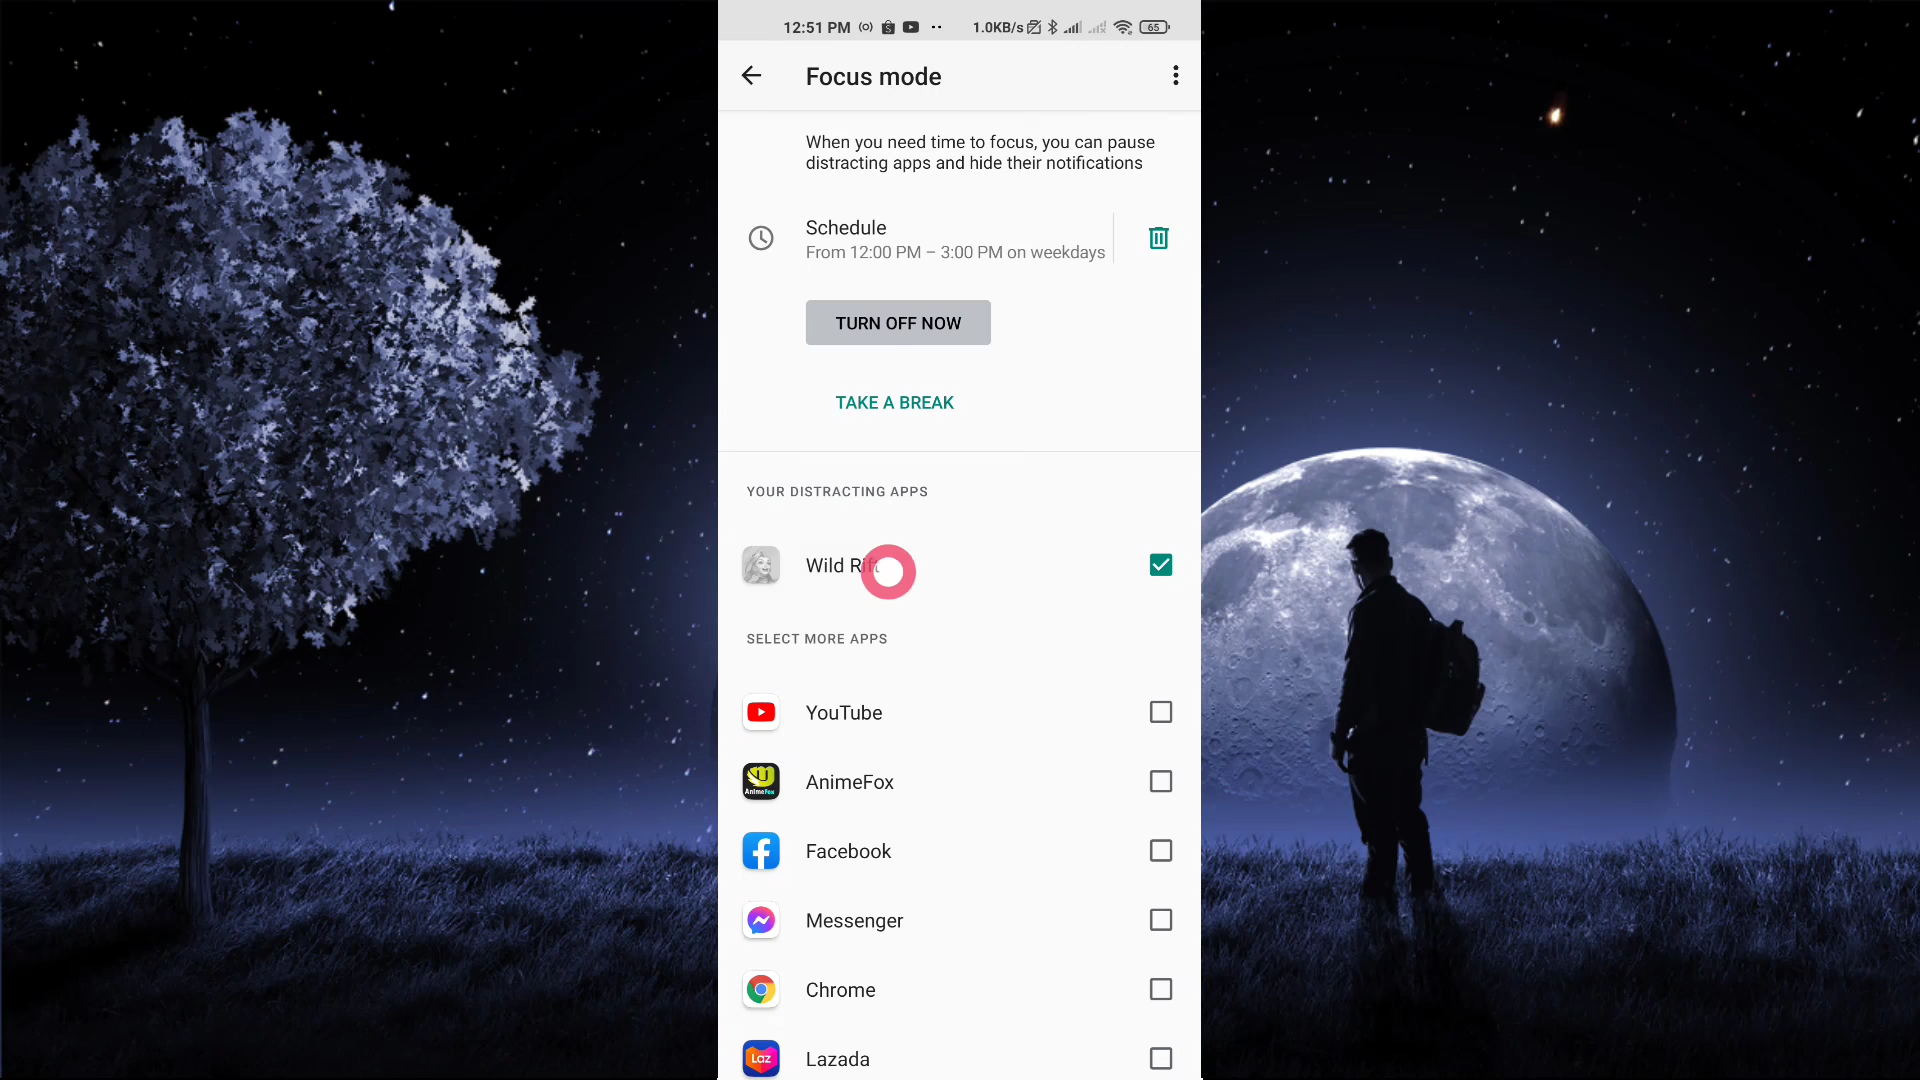 12:51 PM
1.0KB/s
65
Focus mode
When you need time to focus, you can pause
distracting apps and hide their notifications
Schedule
From 12:00 PM – 3:00 PM on weekdays
TURN OFF NOW
TAKE A BREAK
YOUR DISTRACTING APPS
Wild Rift
SELECT MORE APPS
YouTube
U
AnimeFox
AnimeFox
Facebook
Messenger
Chrome
Laz
Lazada